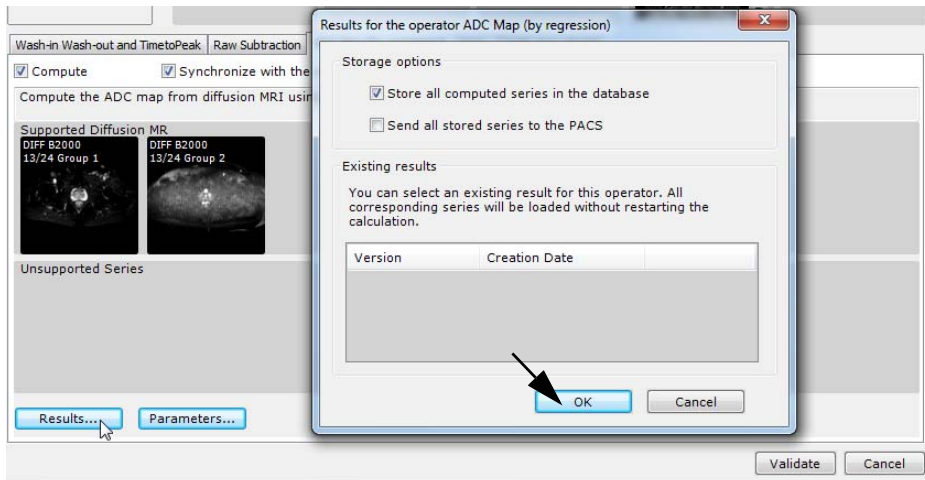 Results for the operator ADC Map (by regression)
x
Wash-in Wash-out and TimetoPeak
Raw Subtraction
Compute
Synchronize with the
Compute the ADC map from diffusion MRI usin
Supported Diffusion MR
DIFF B2000
13/24 Group 1
DIFF B2000
13/24 Group 2
Unsupported Series
Results...
Parameters...
Storage options
Store all computed series in the database
Send all stored series to the PACS
Existing results
You can select an existing result for this operator. All
corresponding series will be loaded without restarting the
calculation.
Version Creation Date
OK
Cancel
Validate
Cancel